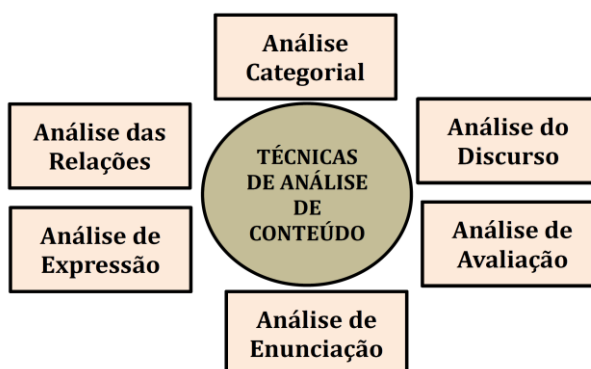 Análise
Categorial
Análise das
Relações
Análise do
Discurso
TÉCNICAS
DE ANÁLISE
DE
CONTEÚDO
Análise de
Expressão
Análise de
Avaliação
Análise de
Enunciação